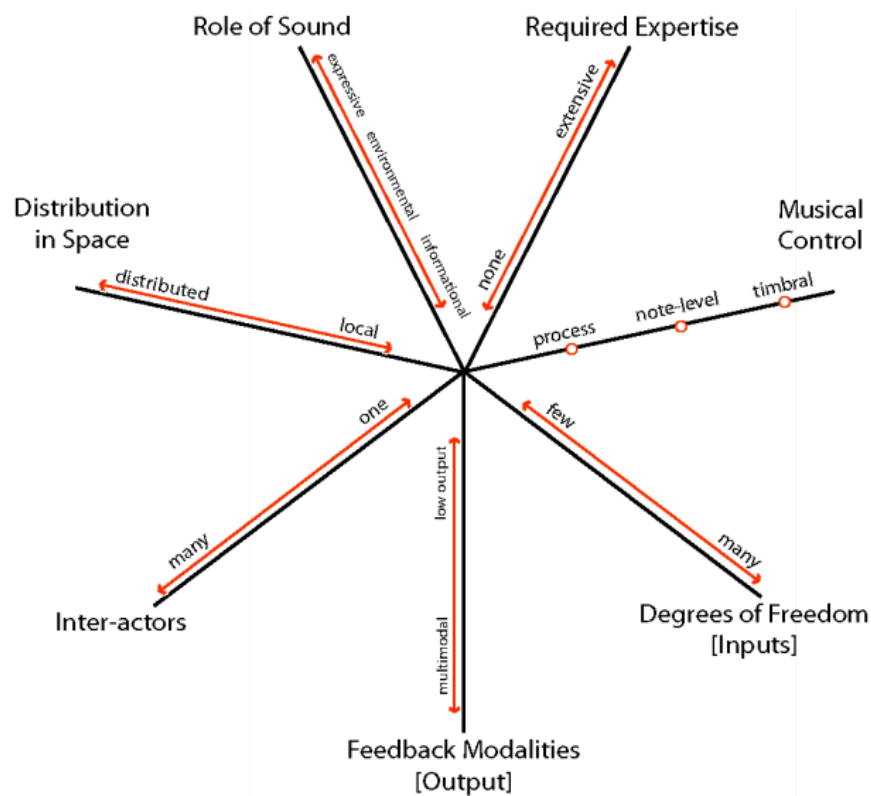 Role of Sound
Required Expertise
expressive environmental informational
extensive
none
Distribution
in Space
distributed
local
Musical
Control
process
note-level
timbral
one
many
Inter-actors
low output
multimodal
Feedback Modalities
[Output]
few
many
Degrees of Freedom
[Inputs]